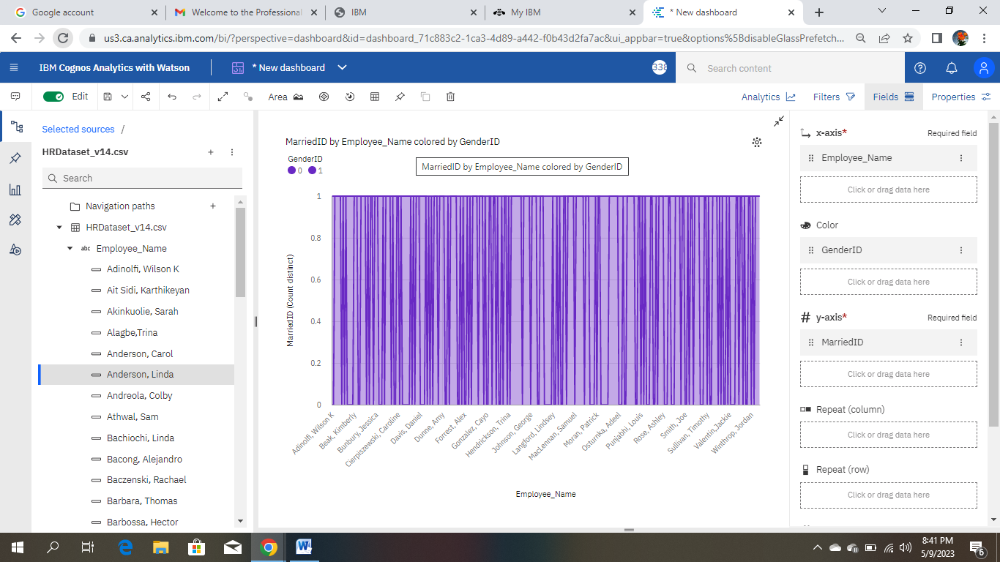 Google account
Welcome to the Professional
IBM
My IBM
* New dashboard
us3.ca.analytics.ibm.com/bi/?perspective=dashboard&id=dashboard_71c883c2-1ca3-4d89-a442-f0b43d2fa7ac&ui_appbar=true&options%5BdisableGlassPrefetch...
IBM Cognos Analytics with Watson
* New dashboard
Search content
Edit
Area
Analytics
Filters
Fields
Properties
Selected sources /
HRDataset_v14.csv
Search
Navigation paths
HRDataset_v14.csv
abc Employee_Name
Adinolfi, Wilson K
Ait Sidi, Karthikeyan
Akinkuolie, Sarah
Alagbe,Trina
Anderson, Carol
Anderson, Linda
Andreola, Colby
Athwal, Sam
Bachiochi, Linda
Bacong, Alejandro
Baczenski, Rachael
Barbara, Thomas
Barbossa, Hector
MarriedID by Employee_Name colored by GenderID
GenderID
0 1
MarriedID by Employee_Name colored by GenderID
MarriedID (Count distinct)
1
0.8
0.6
0.4
0.2
0
Adinolfi, Wilson K
Beak, Kimberly
Bunbury, Jessica
Cierpiszewski, Caroline
Davis, Daniel
Dunne, Amy
Forrest, Alex
Gonzalez, Cayo
Hendrickson, Trina
Johnson, George
Langford, Lindsey
MacLennan, Samuel
Moran, Patrick
Osturnka, Adeel
Punjabhi, Louis
Rose, Ashley
Smith, Joe
Sullivan, Timothy
Valentin,Jackie
Winthrop, Jordan
Employee_Name
x-axis*
Required field
Employee_Name
Click or drag data here
Color
GenderID
Click or drag data here
y-axis*
Required field
MarriedID
Click or drag data here
Repeat (column)
Click or drag data here
Repeat (row)
Click or drag data here
8:41 PM
5/9/2023
6